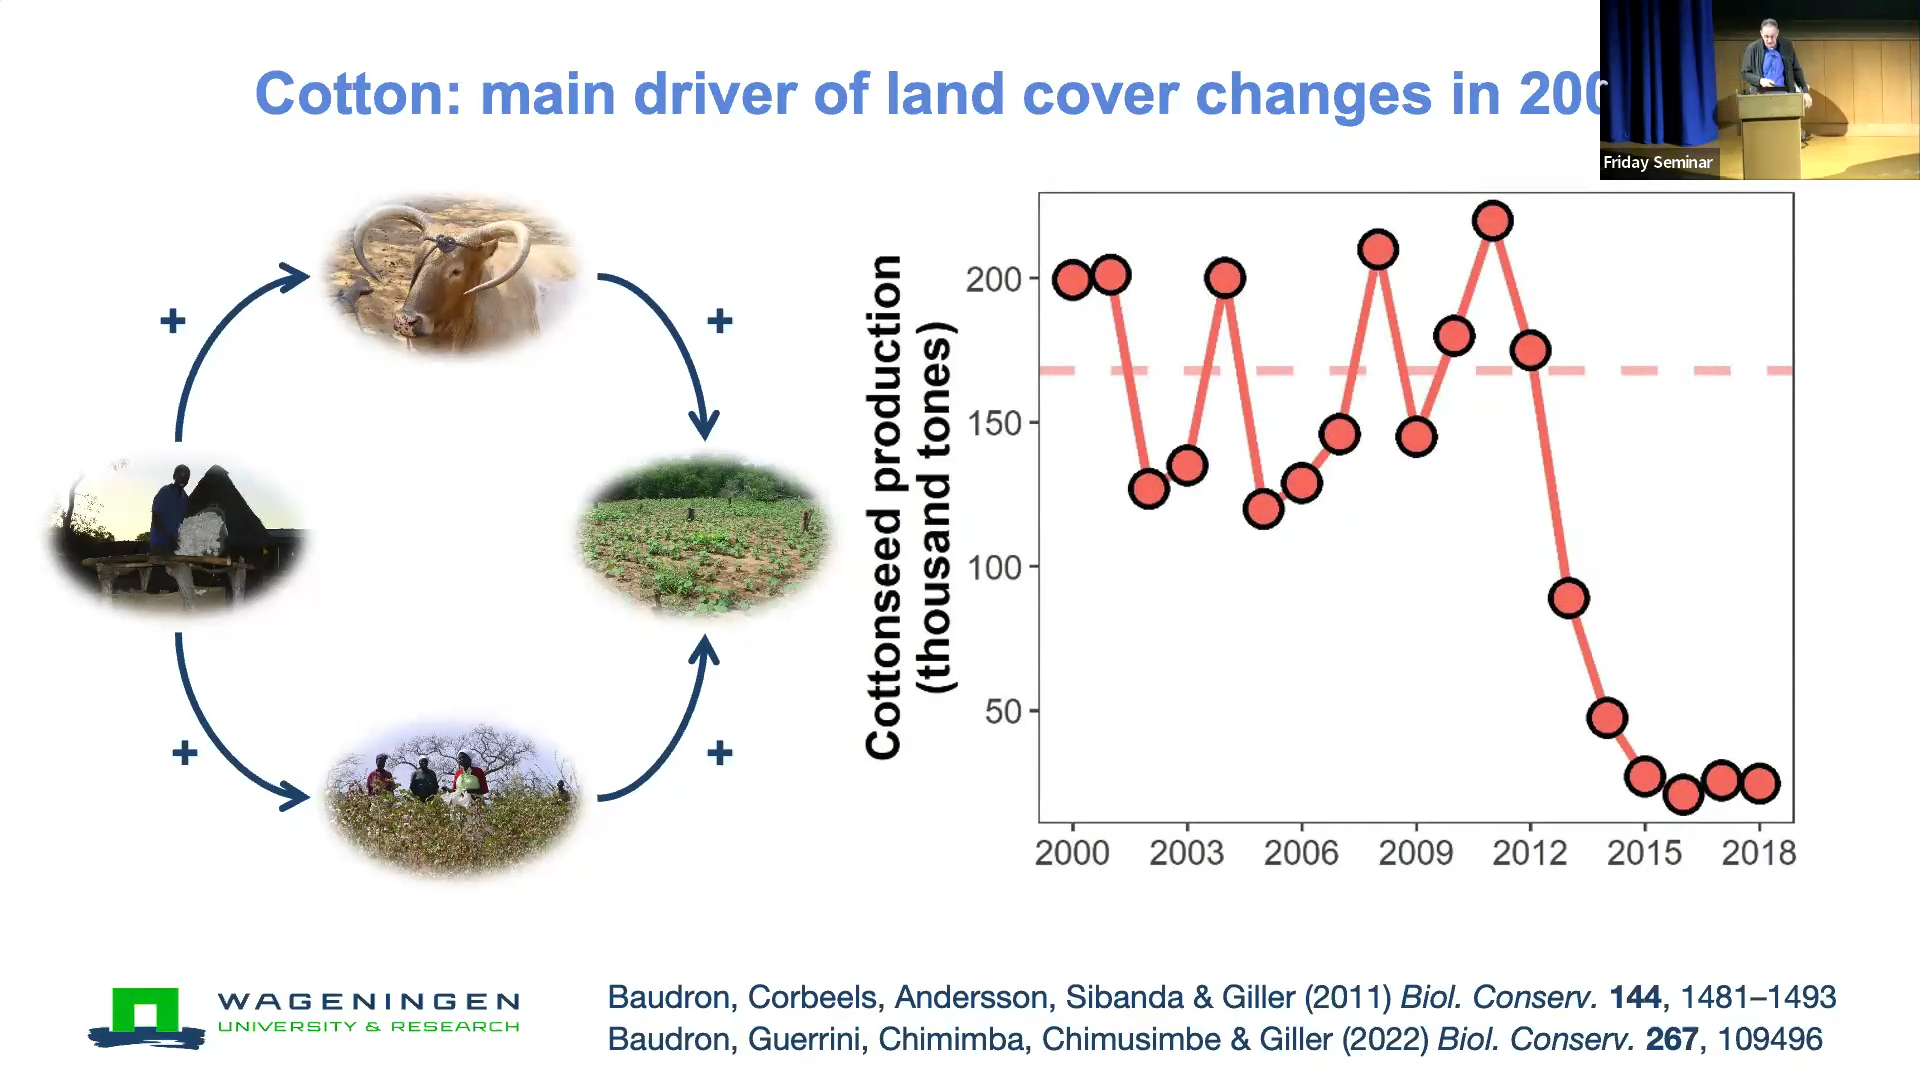 Cotton: main driver of land cover changes in 200
Friday Seminar
+
+
+
+
Cottonseed production
(thousand tones)
200
150
100
50
2000 2003 2006 2009 2012 2015 2018
WAGENINGEN
UNIVERSITY & RESEARCH
Baudron, Corbeels, Andersson, Sibanda & Giller (2011) Biol. Conserv. 144, 1481–1493
Baudron, Guerrini, Chimimba, Chimusimbe & Giller (2022) Biol. Conserv. 267, 109496